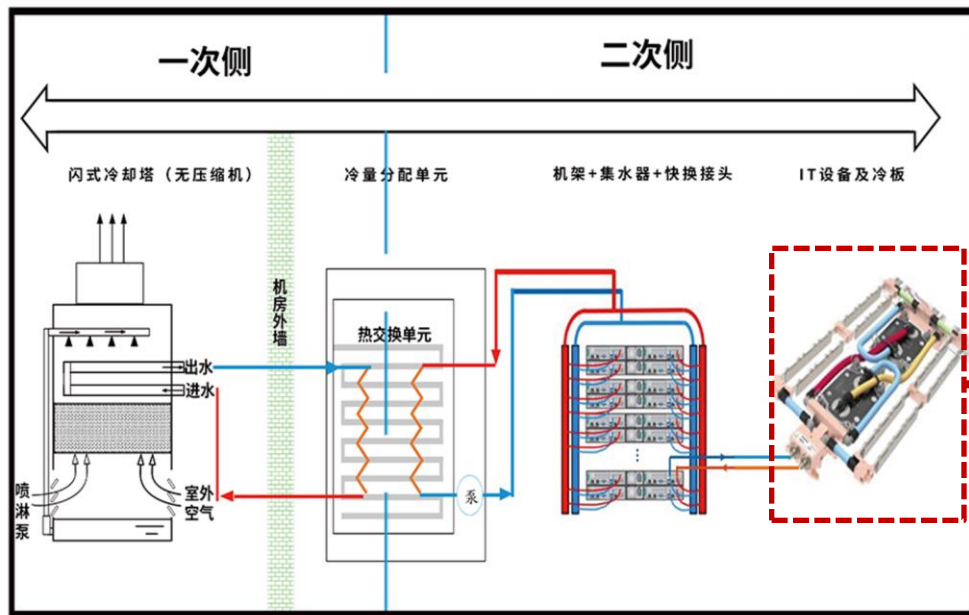 一次侧
二次侧
闪式冷却塔（无压缩机）
冷量分配单元
机架+集水器+快换接头
IT设备及冷板
机房外墙
热交换单元
出水
进水
喷淋泵
室外
空气
泵